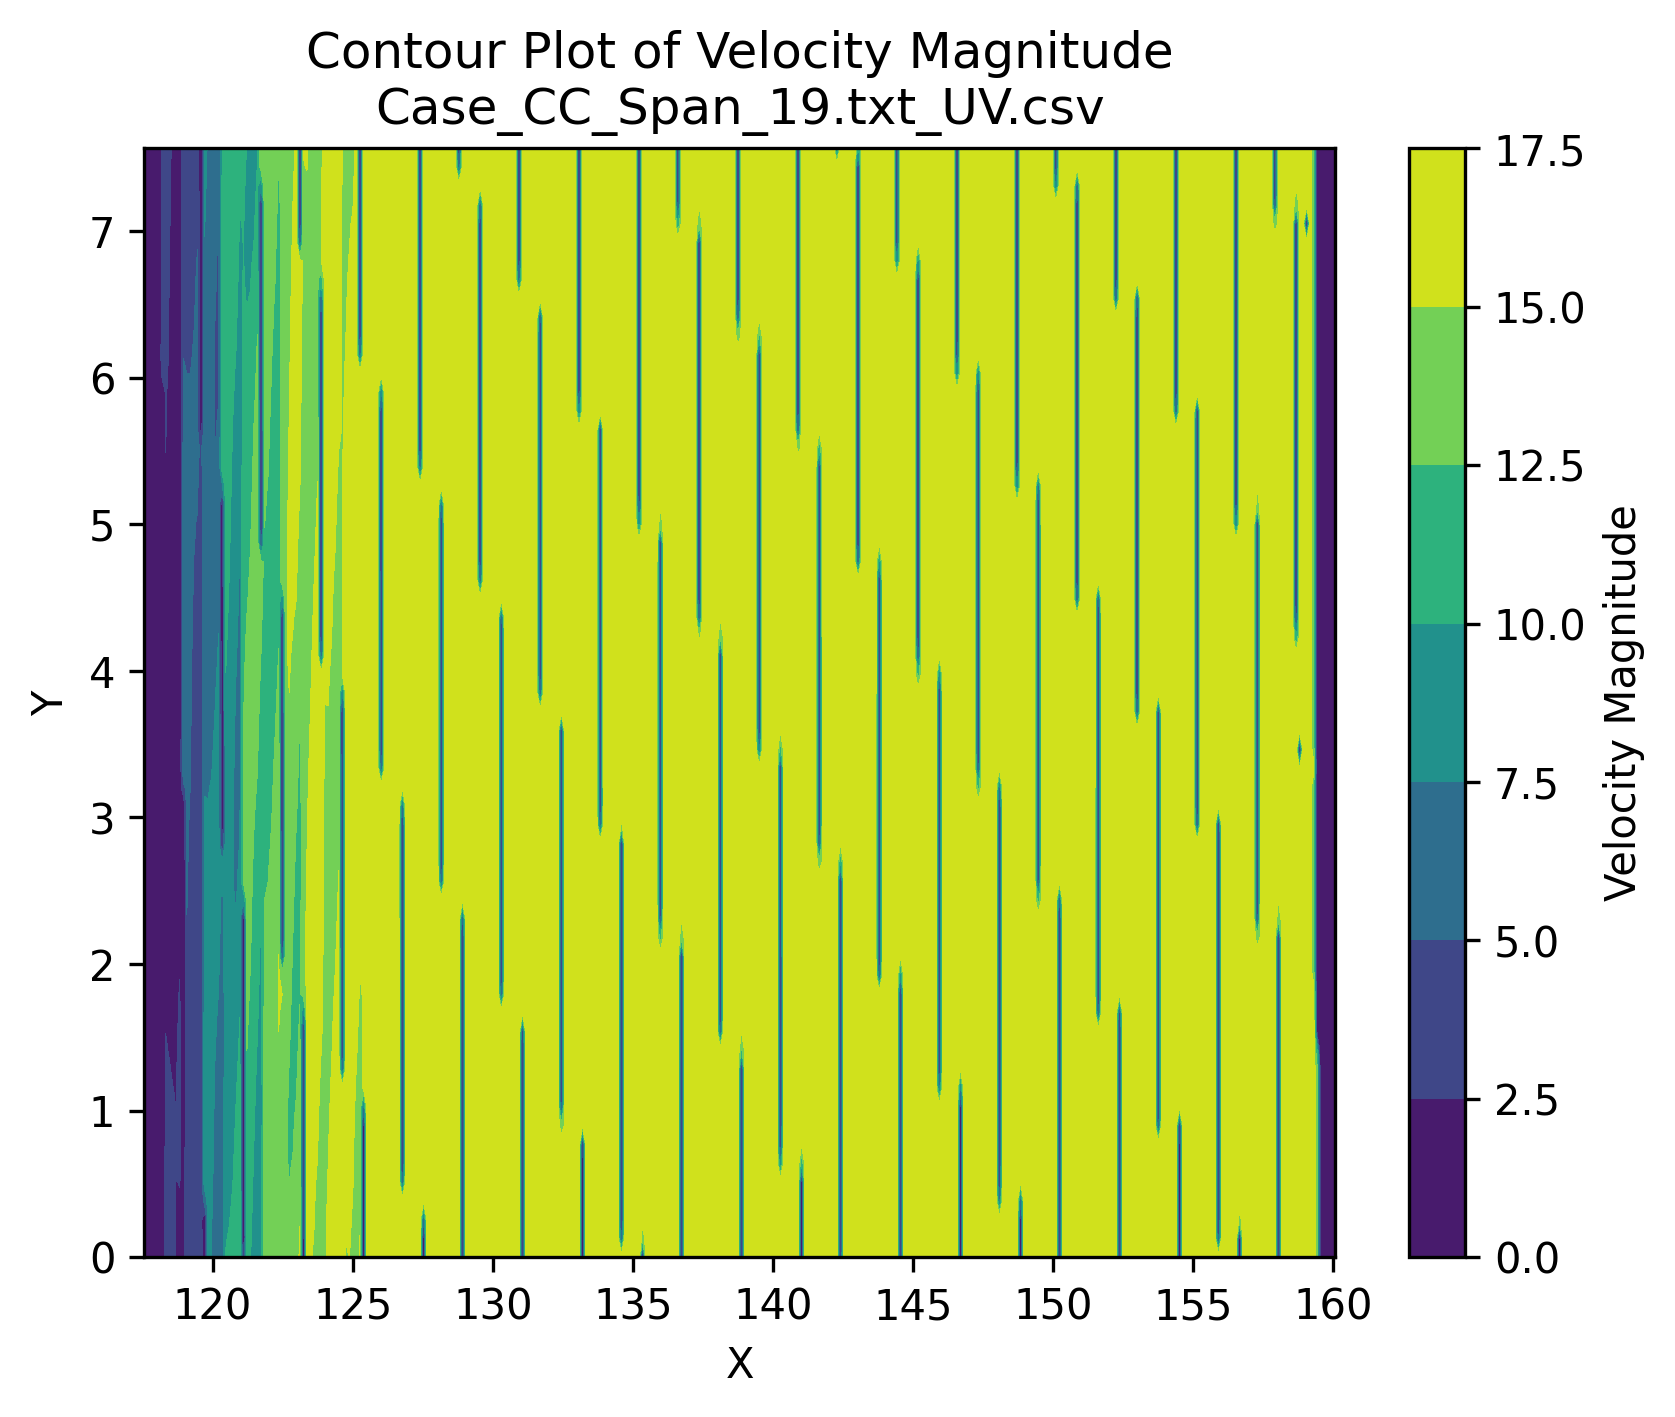 Contour Plot of Velocity Magnitude
Case_CC_Span_19.txt_UV.csv
17.5
15.0
12.5
10.0
7.5
5.0
2.5
0.0
Velocity Magnitude
7
6
5
4
3
2
1
0
Y
120 125 130 135 140 145 150 155 160
X